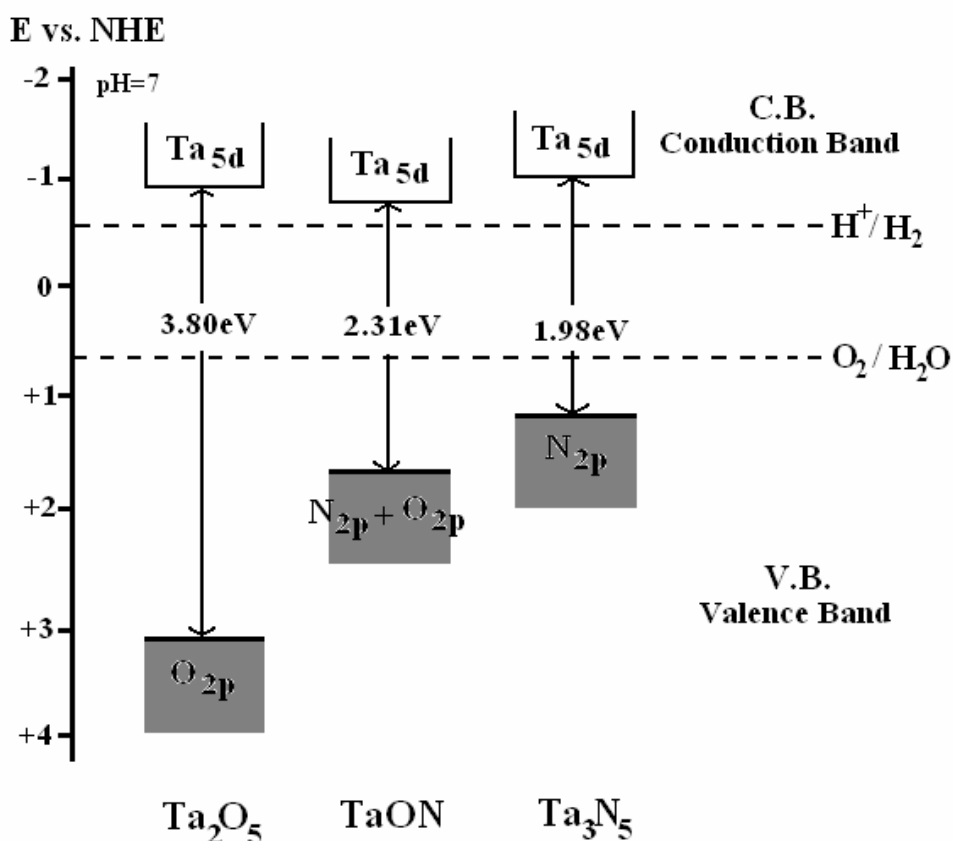 E vs. NHE
-2
pH=7
C.B.
Conduction Band
Ta 5d
Ta 5d
Ta 5d
-1
H+/H2
0
3.80eV
2.31eV
1.98eV
O2/H2O
+1
N2p
+2
N2p + O2p
V.B.
Valence Band
+3
O2p
+4
Ta2O5
TaON
Ta3N5